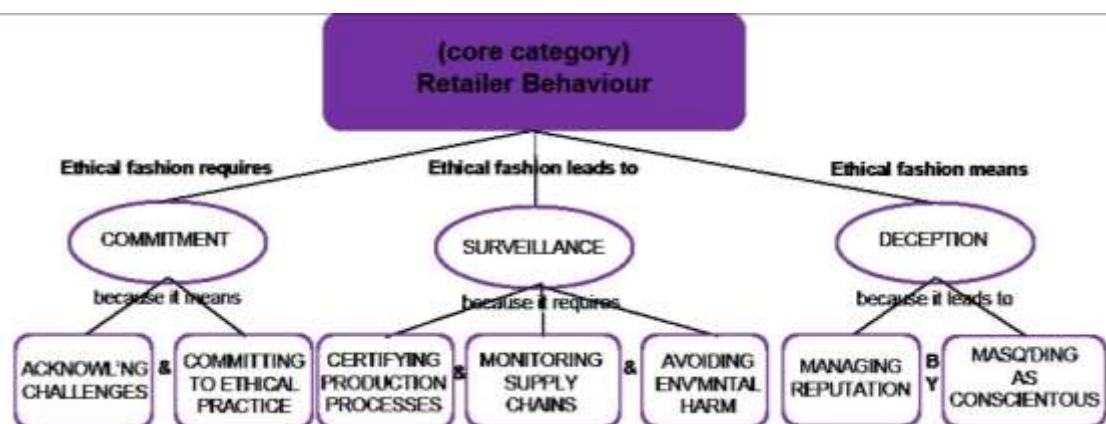 (core category)
Retailer Behaviour
Ethical fashion requires
Ethical fashion leads to
Ethical fashion means
COMMITMENT
SURVEILLANCE
DECEPTION
because it means
because it requires
because it leads to
ACKNOWL'NG
CHALLENGES
&
COMMITTING
TO ETHICAL
PRACTICE
CERTIFYING
PRODUCTION
PROCESSES
&
MONITORING
SUPPLY
CHAINS
&
AVOIDING
ENV'MNTAL
HARM
MANAGING
REPUTATION
B
Y
MASQ'DING
AS
CONSCIENTOUS